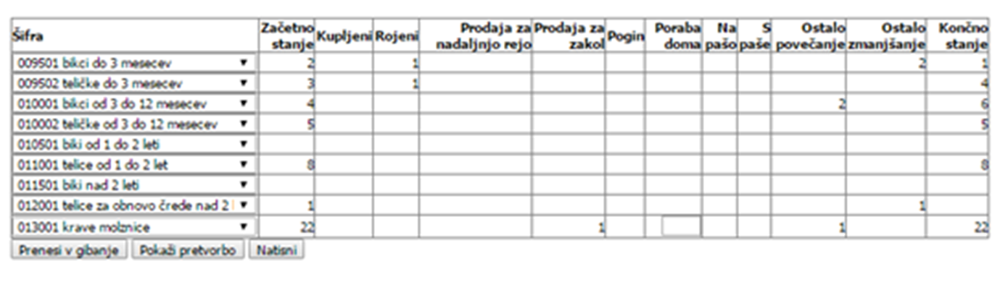 Šifra Začetno stanje Kupljeni Rojeni Prodaja za nadaljnjo rejo Prodaja za zakol Pogin Poraba doma Na pašo S paše Ostalo povečanje Ostalo zmanjšanje Končno stanje
009501 bikci do 3 mesecev 2 1 2 1
009502 teličke do 3 mesecev 3 1 4
010001 bikci od 3 do 12 mesecev 4 2 6
010002 teličke od 3 do 12 mesecev 5 5
010501 biki od 1 do 2 leti
011001 telice od 1 do 2 let 8 8
011501 biki nad 2 leti
012001 telice za obnovo črede nad 2 1 1
013001 krave molznice 22 1 1 22
Prenesi v gibanje Pokaži pretvorbo Natisni